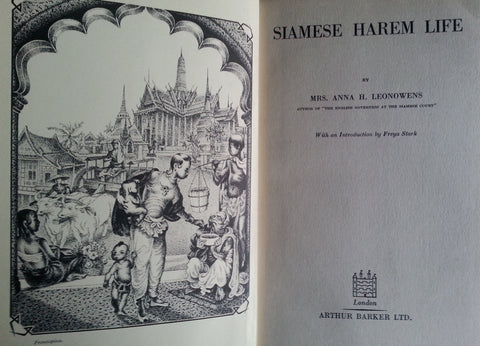 Frontispiece
SIAMESE HAREM LIFE
BY
MRS. ANNA H. LEONOWENS
AUTHOR OF "THE ENGLISH GOVERNESS AT THE SIAMESE COURT"
With an Introduction by Freya Stark
London
ARTHUR BARKER LTD.